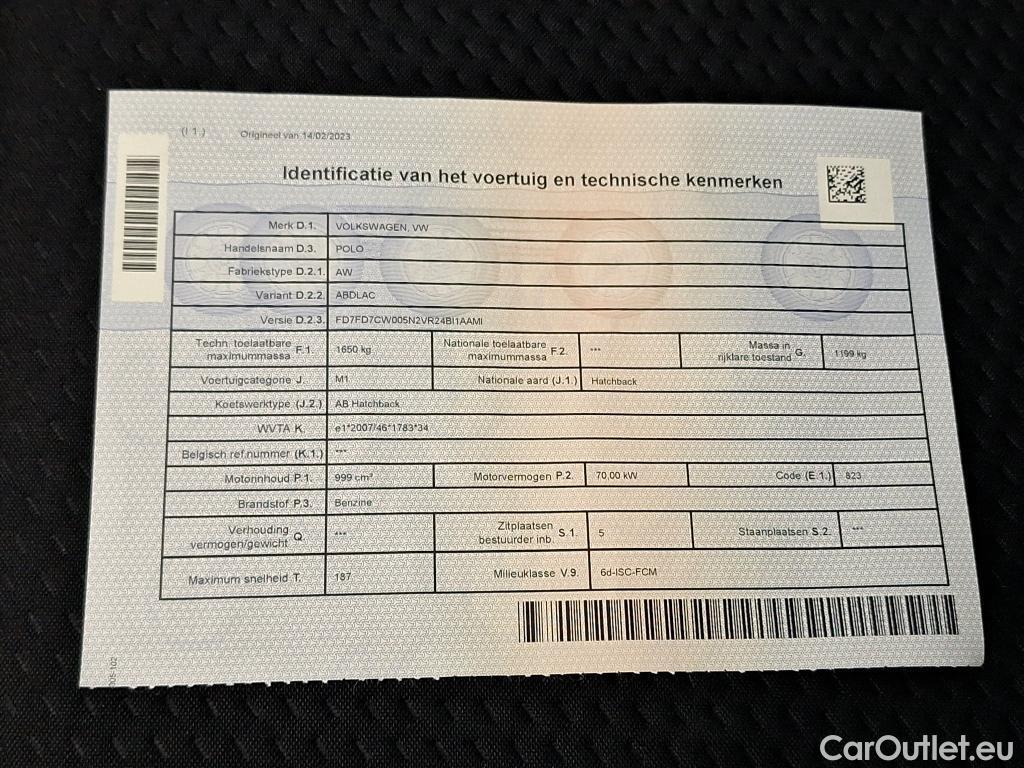 (I 1.) Origineel van 14/02/2023
Identificatie van het voertuig en technische kenmerken
Merk D.1. VOLKSWAGEN, VW
Handelsnaam D.3. POLO
Fabriekstype D.2.1. AW
Variant D.2.2. ABDLAC
Versie D.2.3. FD7FD7CW005N2VR24BI1AAMI
Techn. toelaatbare maximummassa F.1. 1650 kg Nationale toelaatbare maximummassa F.2. *** Massa in rijklare toestand G. 1199 kg
Voertuigcategorie J. M1 Nationale aard (J.1.) Hatchback
Koetswerktype (J.2.) AB Hatchback
WVTA K. e1*2007/46*1783*34
Belgisch ref.nummer (K.1.) ***
Motorinhoud P.1. 999 cm³ Motorvermogen P.2. 70,00 kW Code (E.1.) 823
Brandstof P.3. Benzine
Verhouding vermogen/gewicht Q. *** Zitplaatsen bestuurder inb. S.1. 5 Staanplaatsen S.2. ***
Maximum snelheid T. 187 Milieuklasse V.9. 6d-ISC-FCM
005-102
CarOutlet.eu